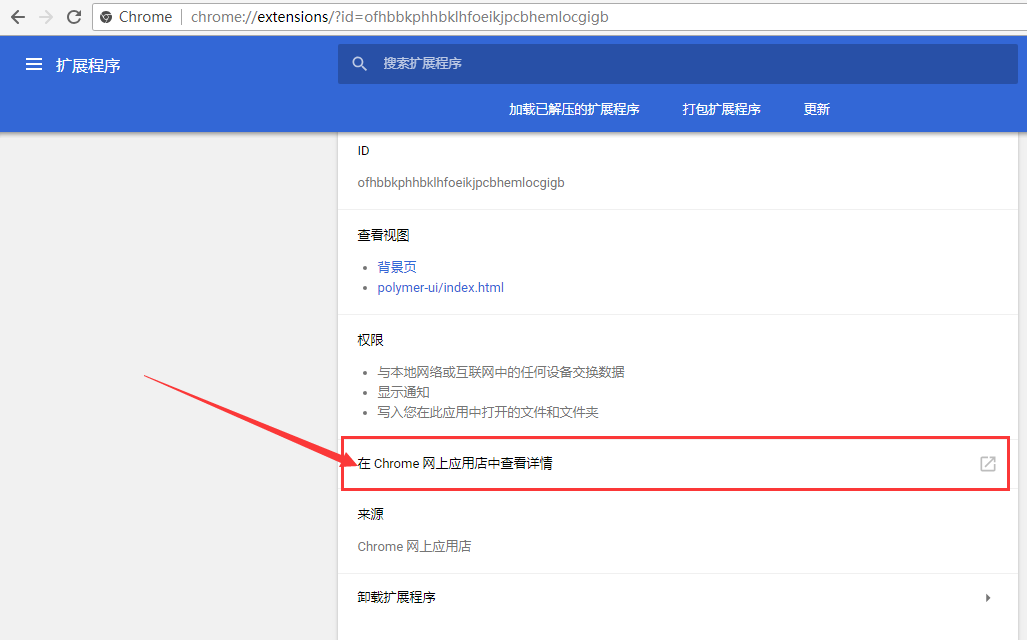 Chrome | chrome://extensions/?id=ofhbbkphhbklhfoeikjpcbhemlocgigb
扩展程序
搜索扩展程序
加载已解压的扩展程序 打包扩展程序 更新
ID
ofhbbkphhbklhfoeikjpcbhemlocgigb
查看视图
背景页
polymer-ui/index.html
权限
与本地网络或互联网中的任何设备交换数据
显示通知
写入您在此应用中打开的文件和文件夹
在 Chrome 网上应用店中查看详情
来源
Chrome 网上应用店
卸载扩展程序